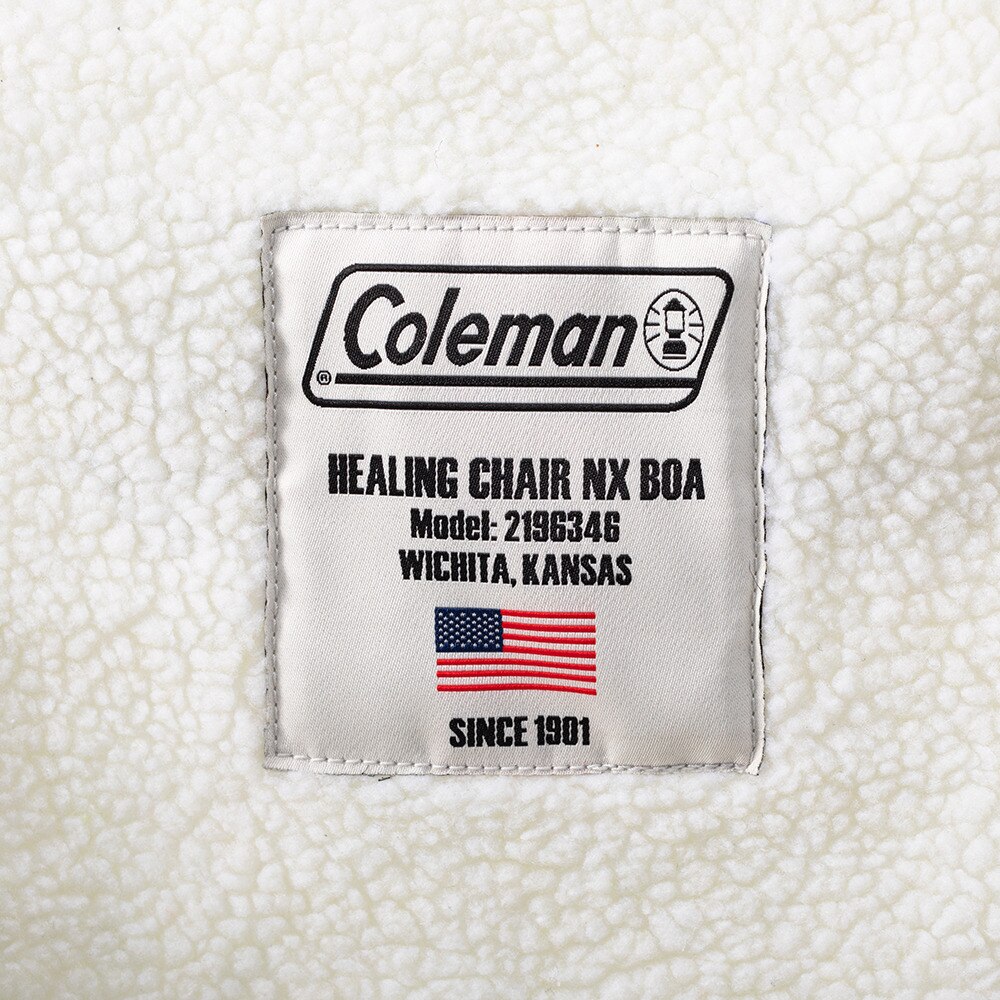 Coleman
®
HEALING CHAIR NX BOA
Model: 2196346
WICHITA, KANSAS
SINCE 1901